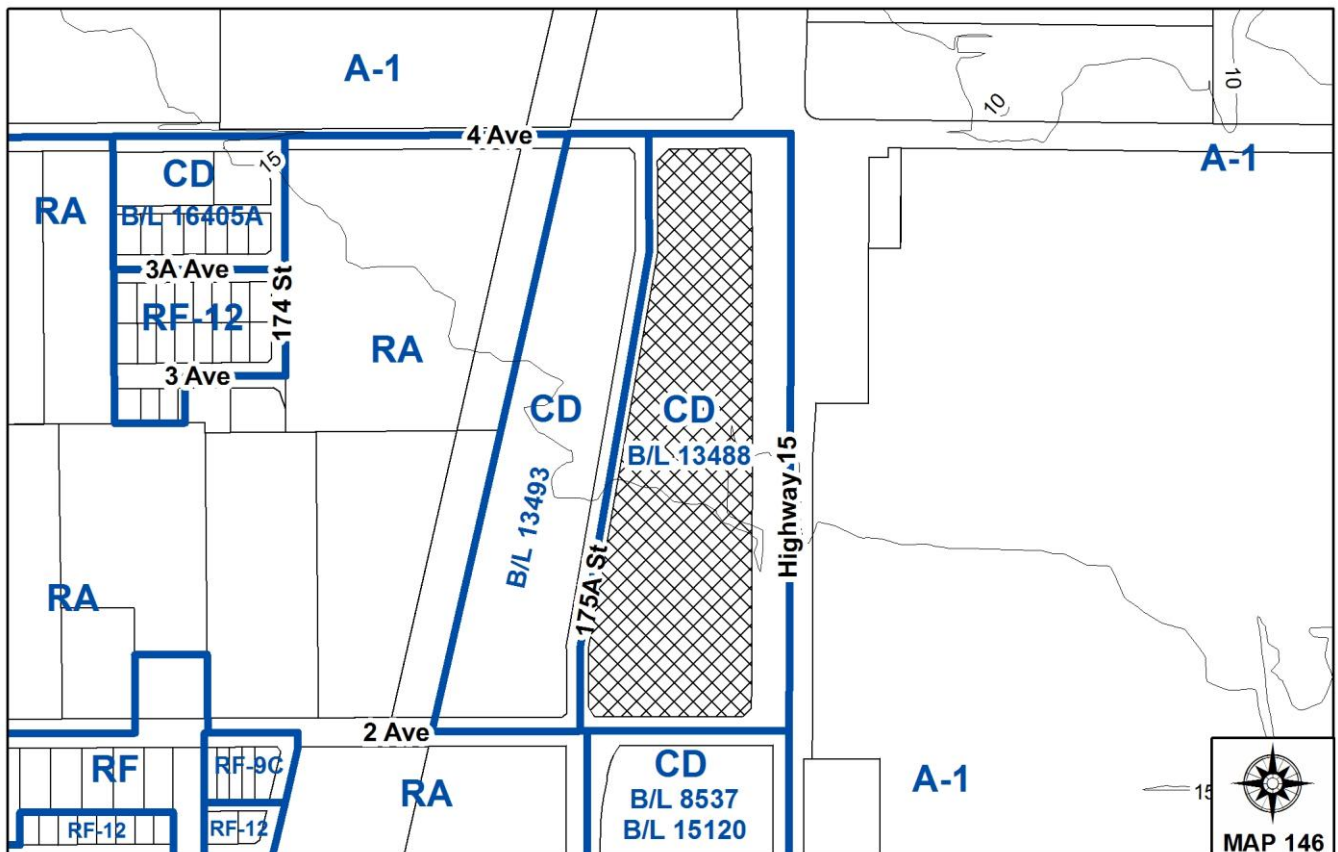 A-1
10
10
4 Ave
A-1
15
CD
B/L 16405A
RA
3A Ave
RF-12
174 St
3 Ave
RA
CD
B/L 13493
CD
B/L 13488
Highway 15
175A St
RA
2 Ave
RF
RF-9C
RF-12
RF-12
RA
CD
B/L 8537
B/L 15120
A-1
15
MAP 146